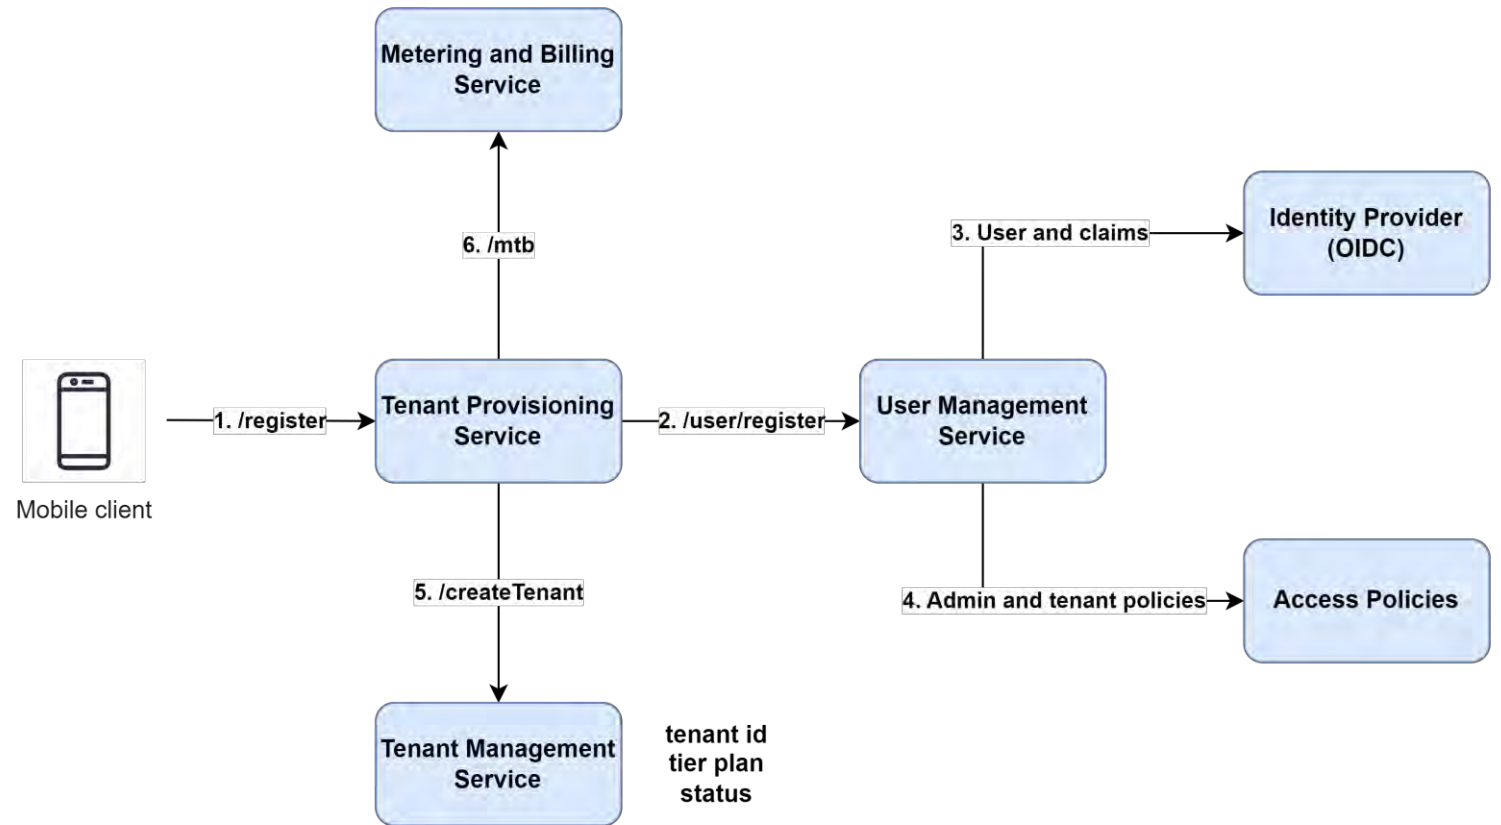 Metering and Billing
Service
6. /mtb
3. User and claims
Identity Provider
(OIDC)
Mobile client
1. /register
Tenant Provisioning
Service
2. /user/register
User Management
Service
5. /createTenant
4. Admin and tenant policies
Access Policies
Tenant Management
Service
tenant id
tier plan
status